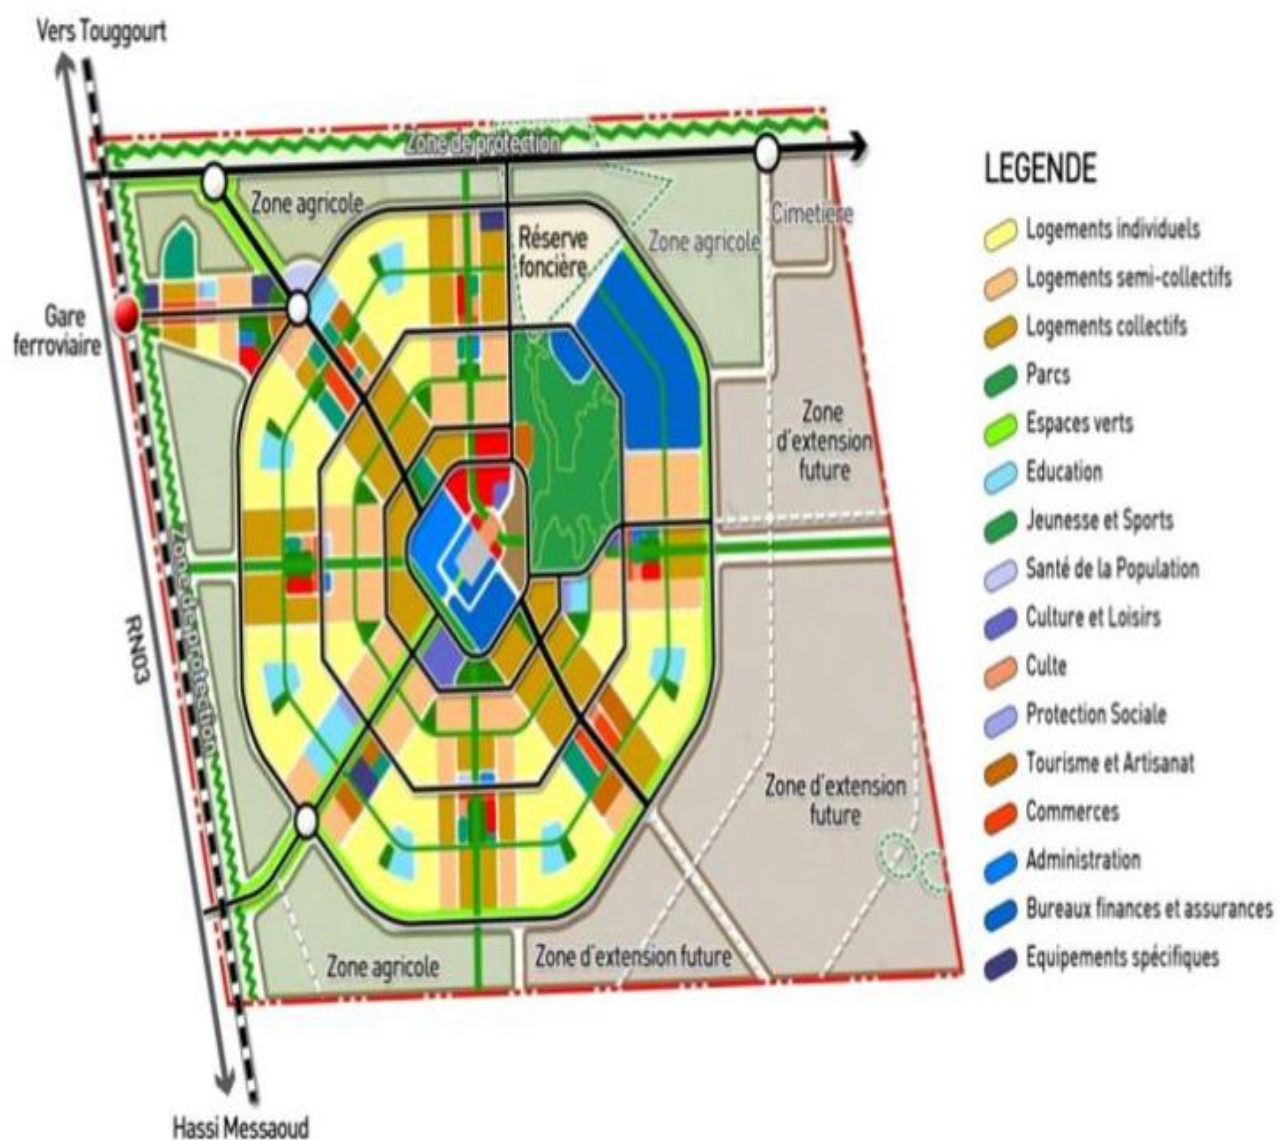 Vers Touggourt
Zone de protection
Zone agricole
Cimetière
Réserve
foncière
Zone agricole
Gare
ferroviaire
Zone
d'extension
future
Zone de protection
RN03
Zone d'extension
future
Zone agricole
Zone d'extension future
Hassi Messaoud
LEGENDE
Logements individuels
Logements semi-collectifs
Logements collectifs
Parcs
Espaces verts
Education
Jeunesse et Sports
Santé de la Population
Culture et Loisirs
Culte
Protection Sociale
Tourisme et Artisanat
Commerces
Administration
Bureaux finances et assurances
Equipements spécifiques